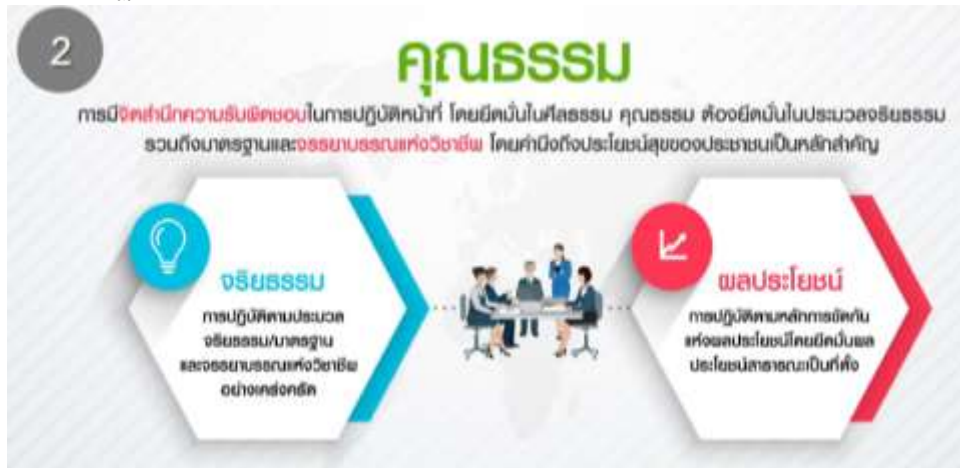 2
คุณธรรม
การมีจิตสำนึกความรับผิดชอบในการปฏิบัติหน้าที่ โดยยึดมั่นในศีลธรรม คุณธรรม ต้องยึดมั่นในประมวลจริยธรรม
รวมถึงมาตรฐานและจรรยาบรรณแห่งวิชาชีพ โดยคำนึงถึงประโยชน์สุขของประชาชนเป็นหลักสำคัญ
จริยธรรม
การปฏิบัติตามประมวล
จริยธรรม/มาตรฐาน
และจรรยาบรรณแห่งวิชาชีพ
อย่างเคร่งครัด
ผลประโยชน์
การปฏิบัติตามหลักการขัดกัน
แห่งผลประโยชน์โดยยึดมั่นผล
ประโยชน์สาธารณะเป็นที่ตั้ง